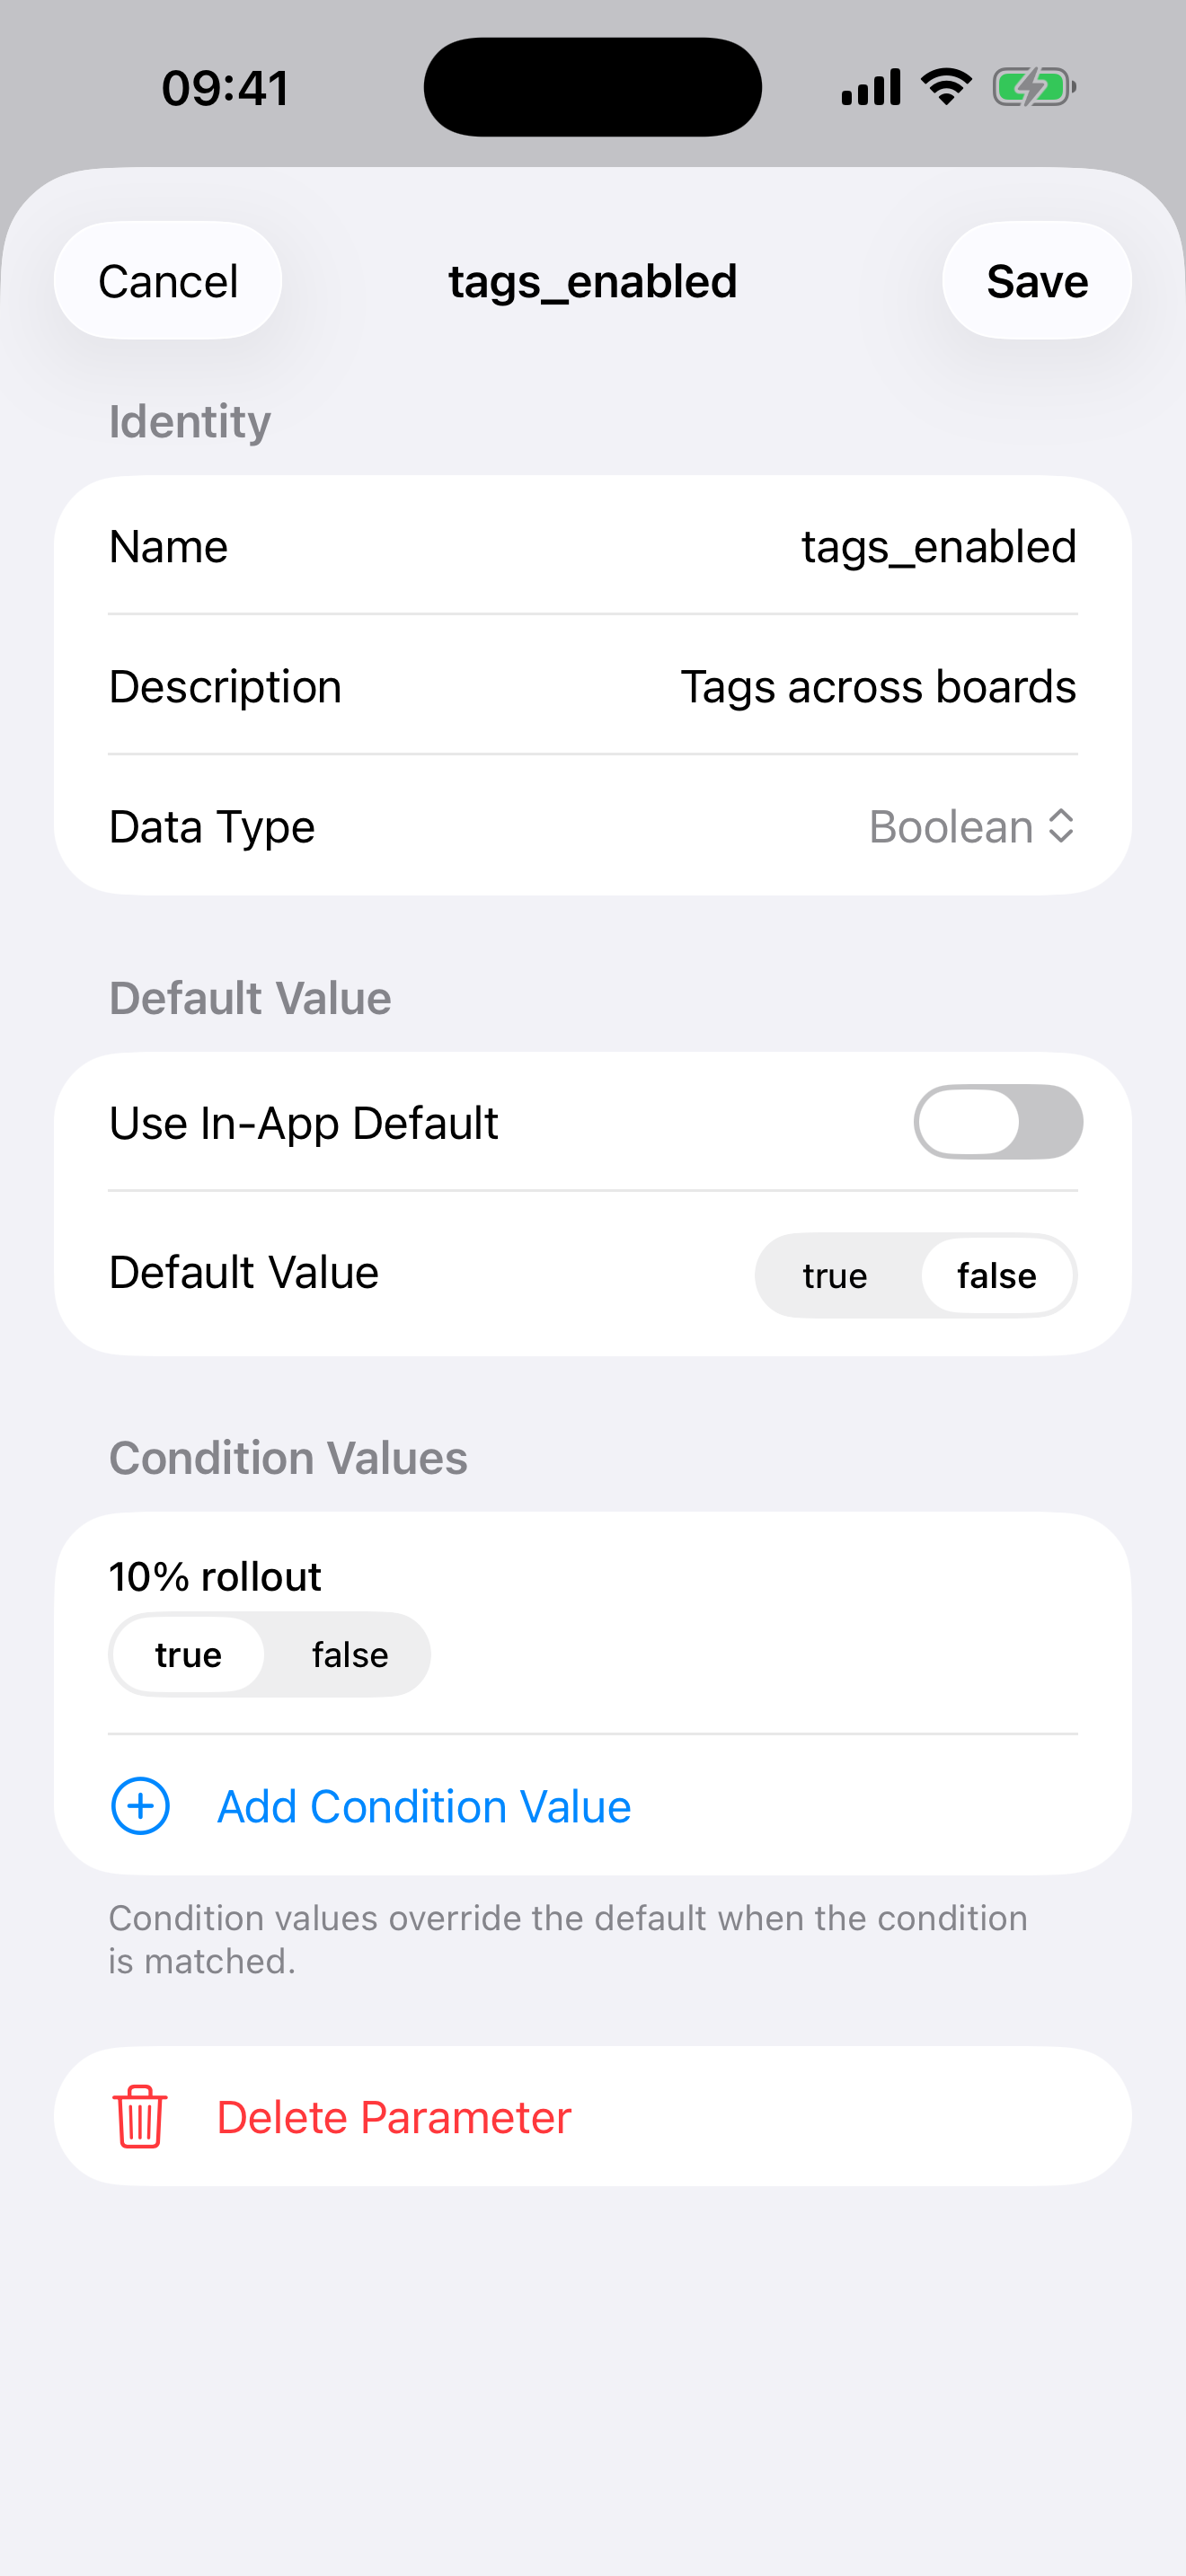 09:41
Cancel
tags_enabled
Save
Identity
Name
tags_enabled
Description
Tags across boards
Data Type
Boolean
Default Value
Use In-App Default
Default Value
true
false
Condition Values
10% rollout
true
false
Add Condition Value
Condition values override the default when the condition
is matched.
Delete Parameter